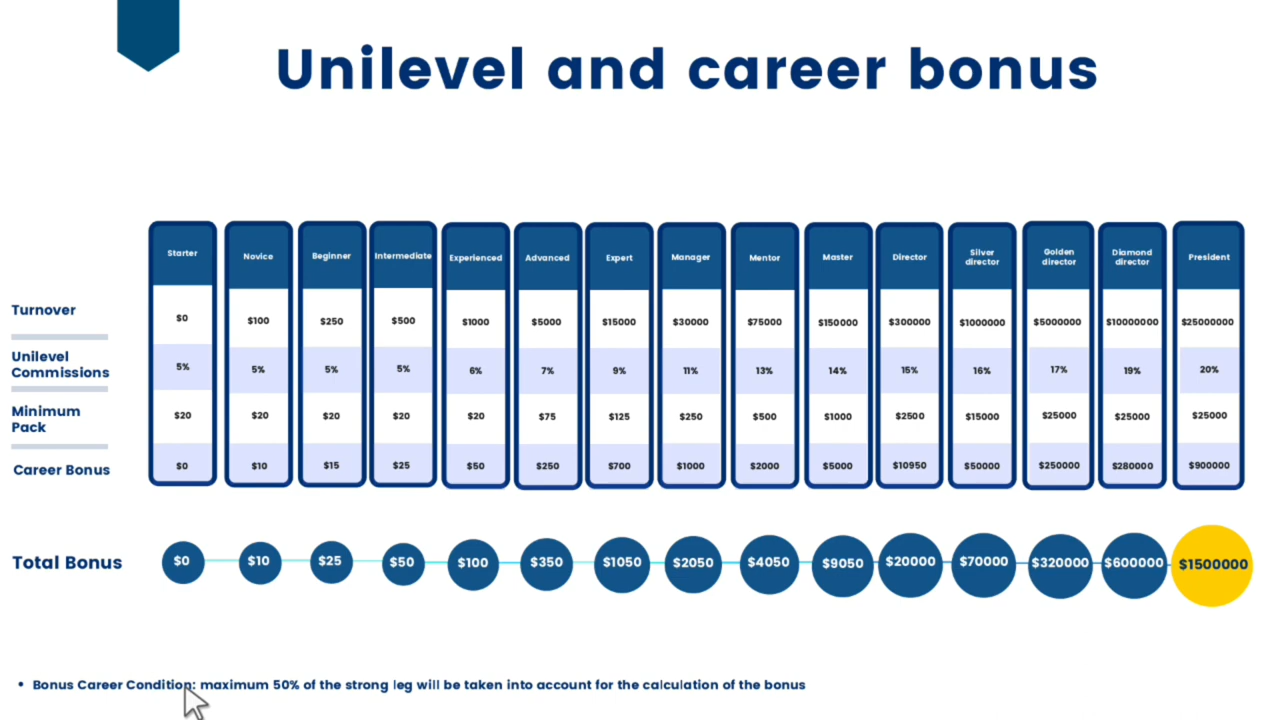 Unilevel and career bonus
Starter Novice Beginner Intermediate Experienced Advanced Expert Manager Mentor Master Director Silver director Golden director Diamond director President
Turnover $0 $100 $250 $500 $1000 $5000 $15000 $30000 $75000 $150000 $300000 $1000000 $5000000 $10000000 $25000000
Unilevel Commissions 5% 5% 5% 5% 6% 7% 9% 11% 13% 14% 15% 16% 17% 19% 20%
Minimum Pack $20 $20 $20 $20 $20 $75 $125 $250 $500 $1000 $2500 $15000 $25000 $25000 $25000
Career Bonus $0 $10 $15 $25 $50 $250 $700 $1000 $2000 $5000 $10950 $50000 $250000 $280000 $900000
Total Bonus $0 $10 $25 $50 $100 $350 $1050 $2050 $4050 $9050 $20000 $70000 $320000 $600000 $1500000
• Bonus Career Condition: maximum 50% of the strong leg will be taken into account for the calculation of the bonus